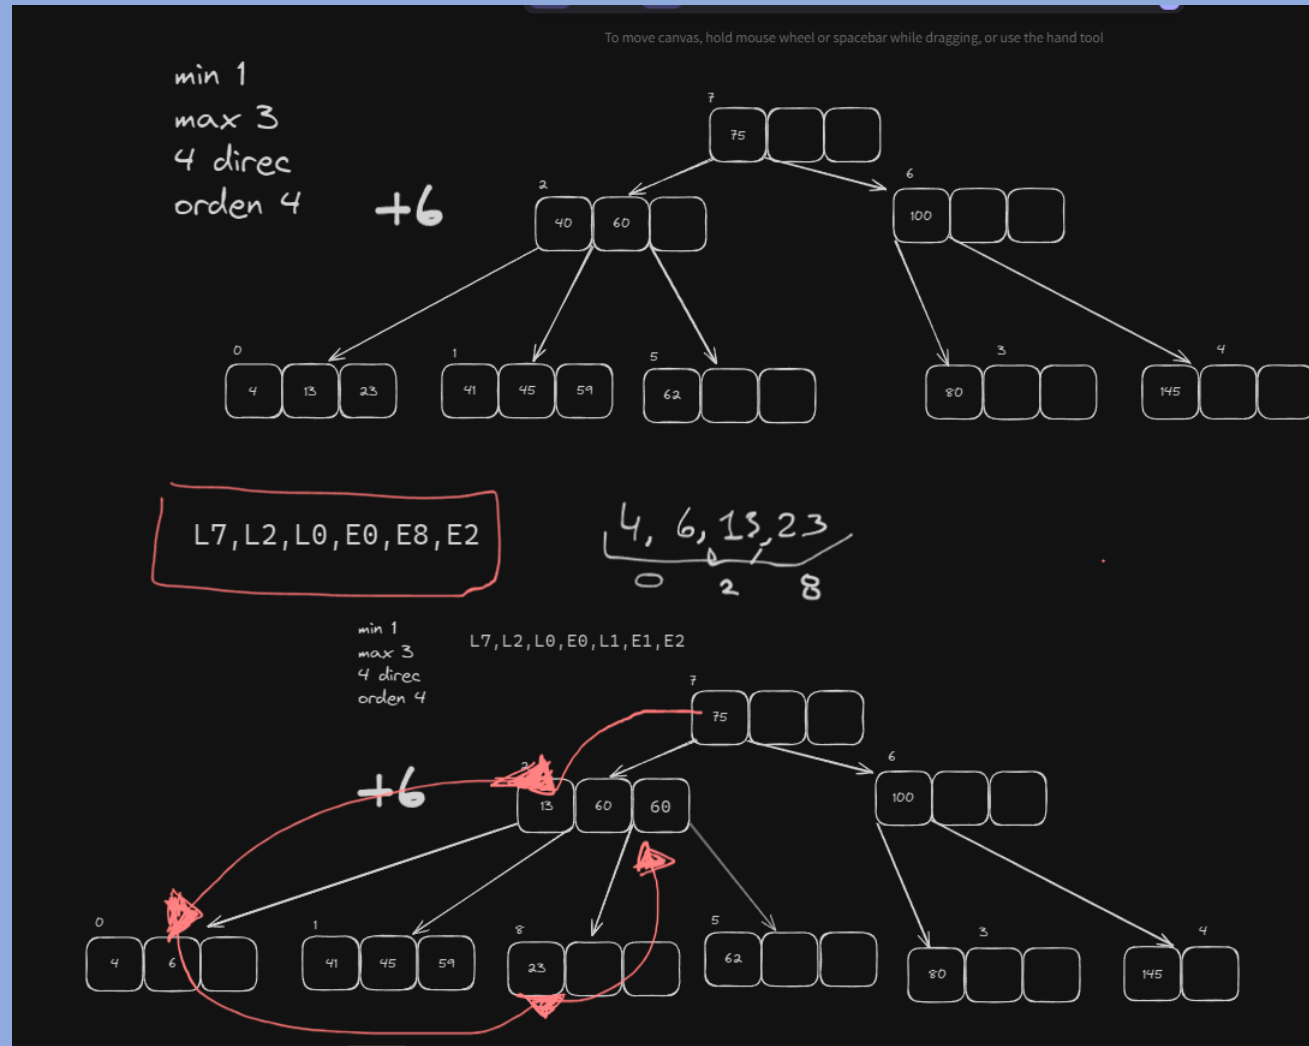 To move canvas, hold mouse wheel or spacebar while dragging, or use the hand tool
min 1
max 3
4 direc
orden 4
+6
7
75
2
40 60
6
100
0
4 13 23
1
41 45 59
5
62
3
80
4
145
L7,L2,L0,E0,E8,E2
4, 6, 13, 23
0 2 8
min 1
max 3
4 direc
orden 4
L7,L2,L0,E0,L1,E1,E2
+6
7
75
2
13 60 60
6
100
0
4 6
1
41 45 59
8
23
5
62
3
80
4
145